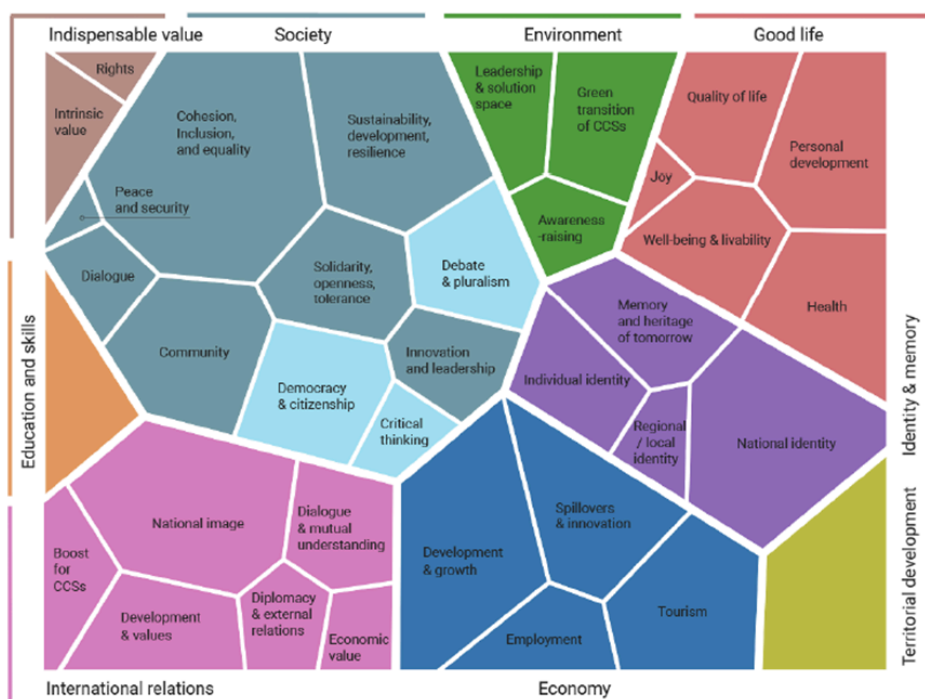 Indispensable value
Society
Environment
Good life
Rights
Intrinsic
value
Cohesion,
Inclusion,
and equality
Sustainability,
development,
resilience
Peace
and security
Dialogue
Solidarity,
openness,
tolerance
Debate
& pluralism
Community
Innovation
and leadership
Democracy
& citizenship
Critical
thinking
Leadership
& solution
space
Green
transition
of CCSs
Awareness
-raising
Quality of life
Personal
development
Joy
Well-being & livability
Health
Memory
and heritage
of tomorrow
Individual identity
Regional
/ local
identity
National identity
Education and skills
Identity & memory
Territorial development
National image
Dialogue
& mutual
understanding
Boost
for
CCSs
Development
& values
Diplomacy
& external
relations
Economic
value
Spillovers
& innovation
Development
& growth
Employment
Tourism
International relations
Economy